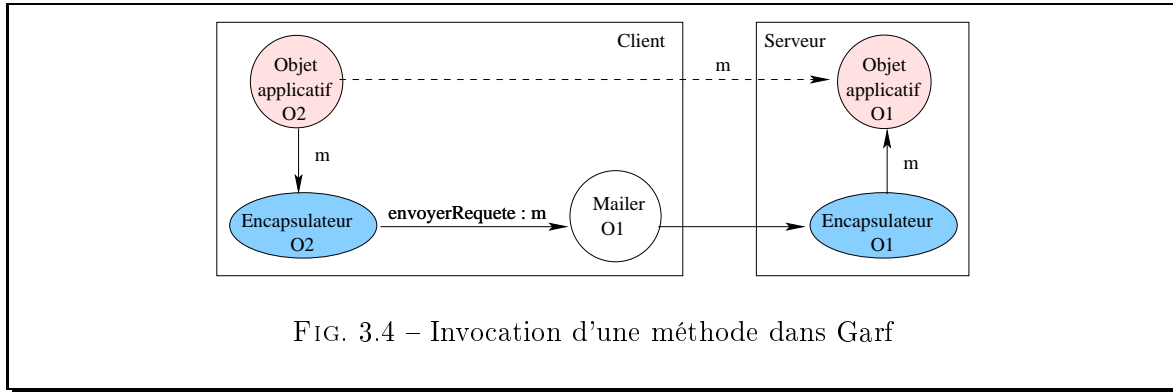 Client
Serveur
Objet
applicatif
O2
m
Objet
applicatif
O1
m
m
Encapsulateur
O2
envoyerRequete : m
Mailer
O1
Encapsulateur
O1
FIG. 3.4 – Invocation d'une méthode dans Garf